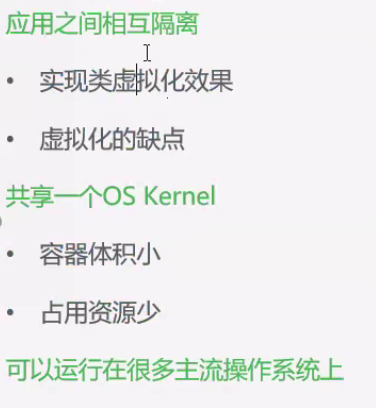 应用之间相互隔离
• 实现类虚拟化效果
• 虚拟化的缺点
共享一个OS Kernel
• 容器体积小
• 占用资源少
可以运行在很多主流操作系统上